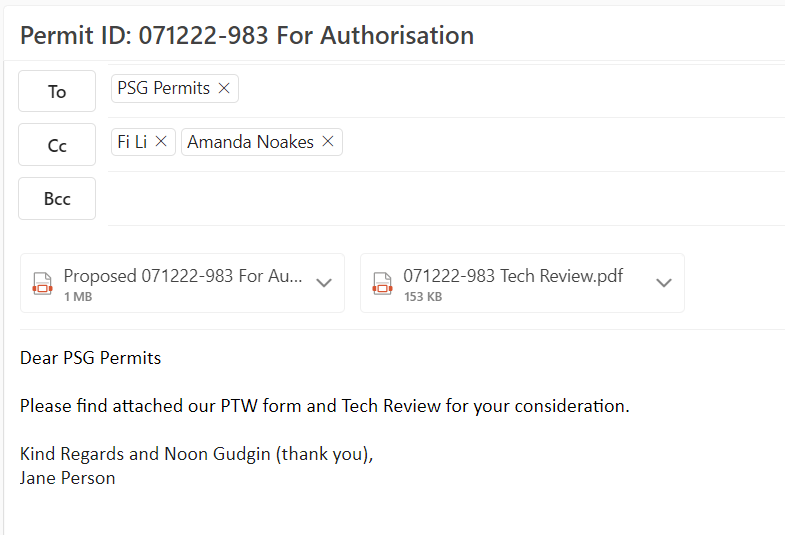 Permit ID: 071222-983 For Authorisation
To
PSG Permits
Cc
Fi Li
Amanda Noakes
Bcc
Proposed 071222-983 For Au...
1 MB
071222-983 Tech Review.pdf
153 KB
Dear PSG Permits
Please find attached our PTW form and Tech Review for your consideration.
Kind Regards and Noon Gudgin (thank you),
Jane Person